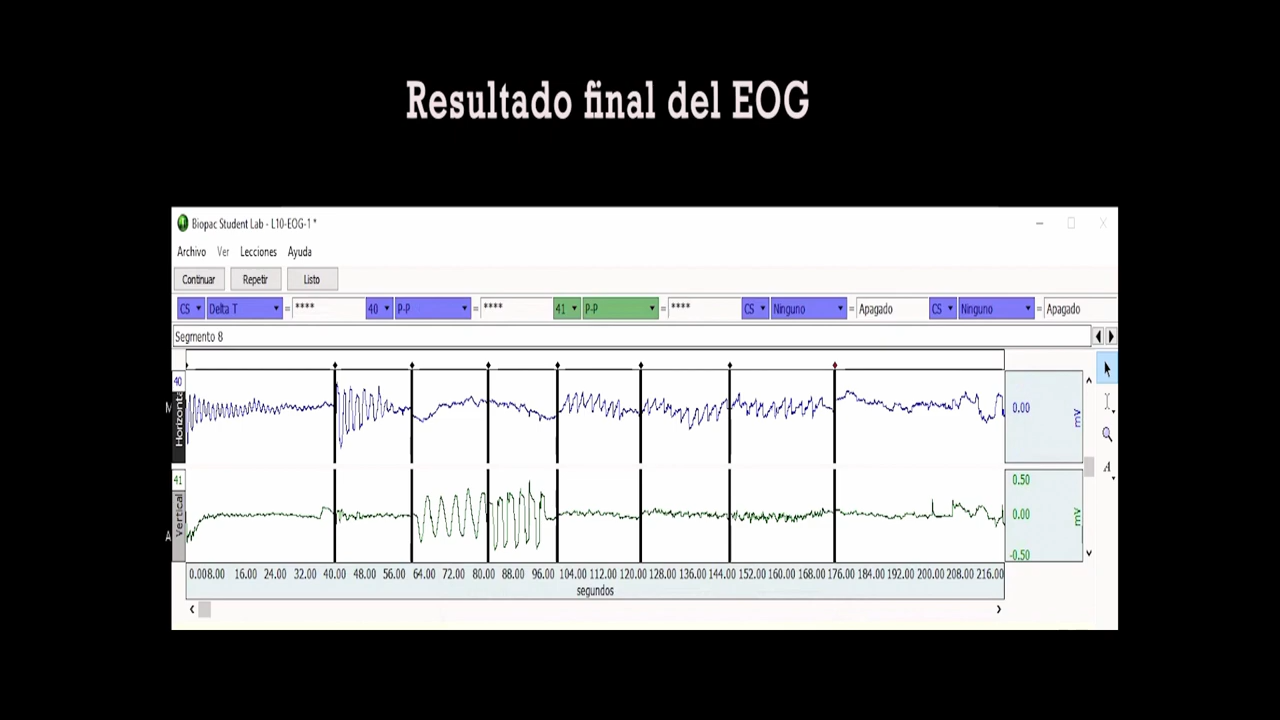 Resultado final del EOG
Biopac Student Lab - L10-EOG-1 *
Archivo Ver Lecciones Ayuda
Continuar Repetir Listo
CS Delta T = **** 40 P-P = **** 41 P-P = **** CS Ninguno = Apagado CS Ninguno = Apagado
Segmento 8
40
Horizonta
0.00
mV
41
Vertical
0.50
0.00
-0.50
mV
0.008.00 16.00 24.00 32.00 40.00 48.00 56.00 64.00 72.00 80.00 88.00 96.00 104.00 112.00 120.00 128.00 136.00 144.00 152.00 160.00 168.00 176.00 184.00 192.00 200.00 208.00 216.00
segundos